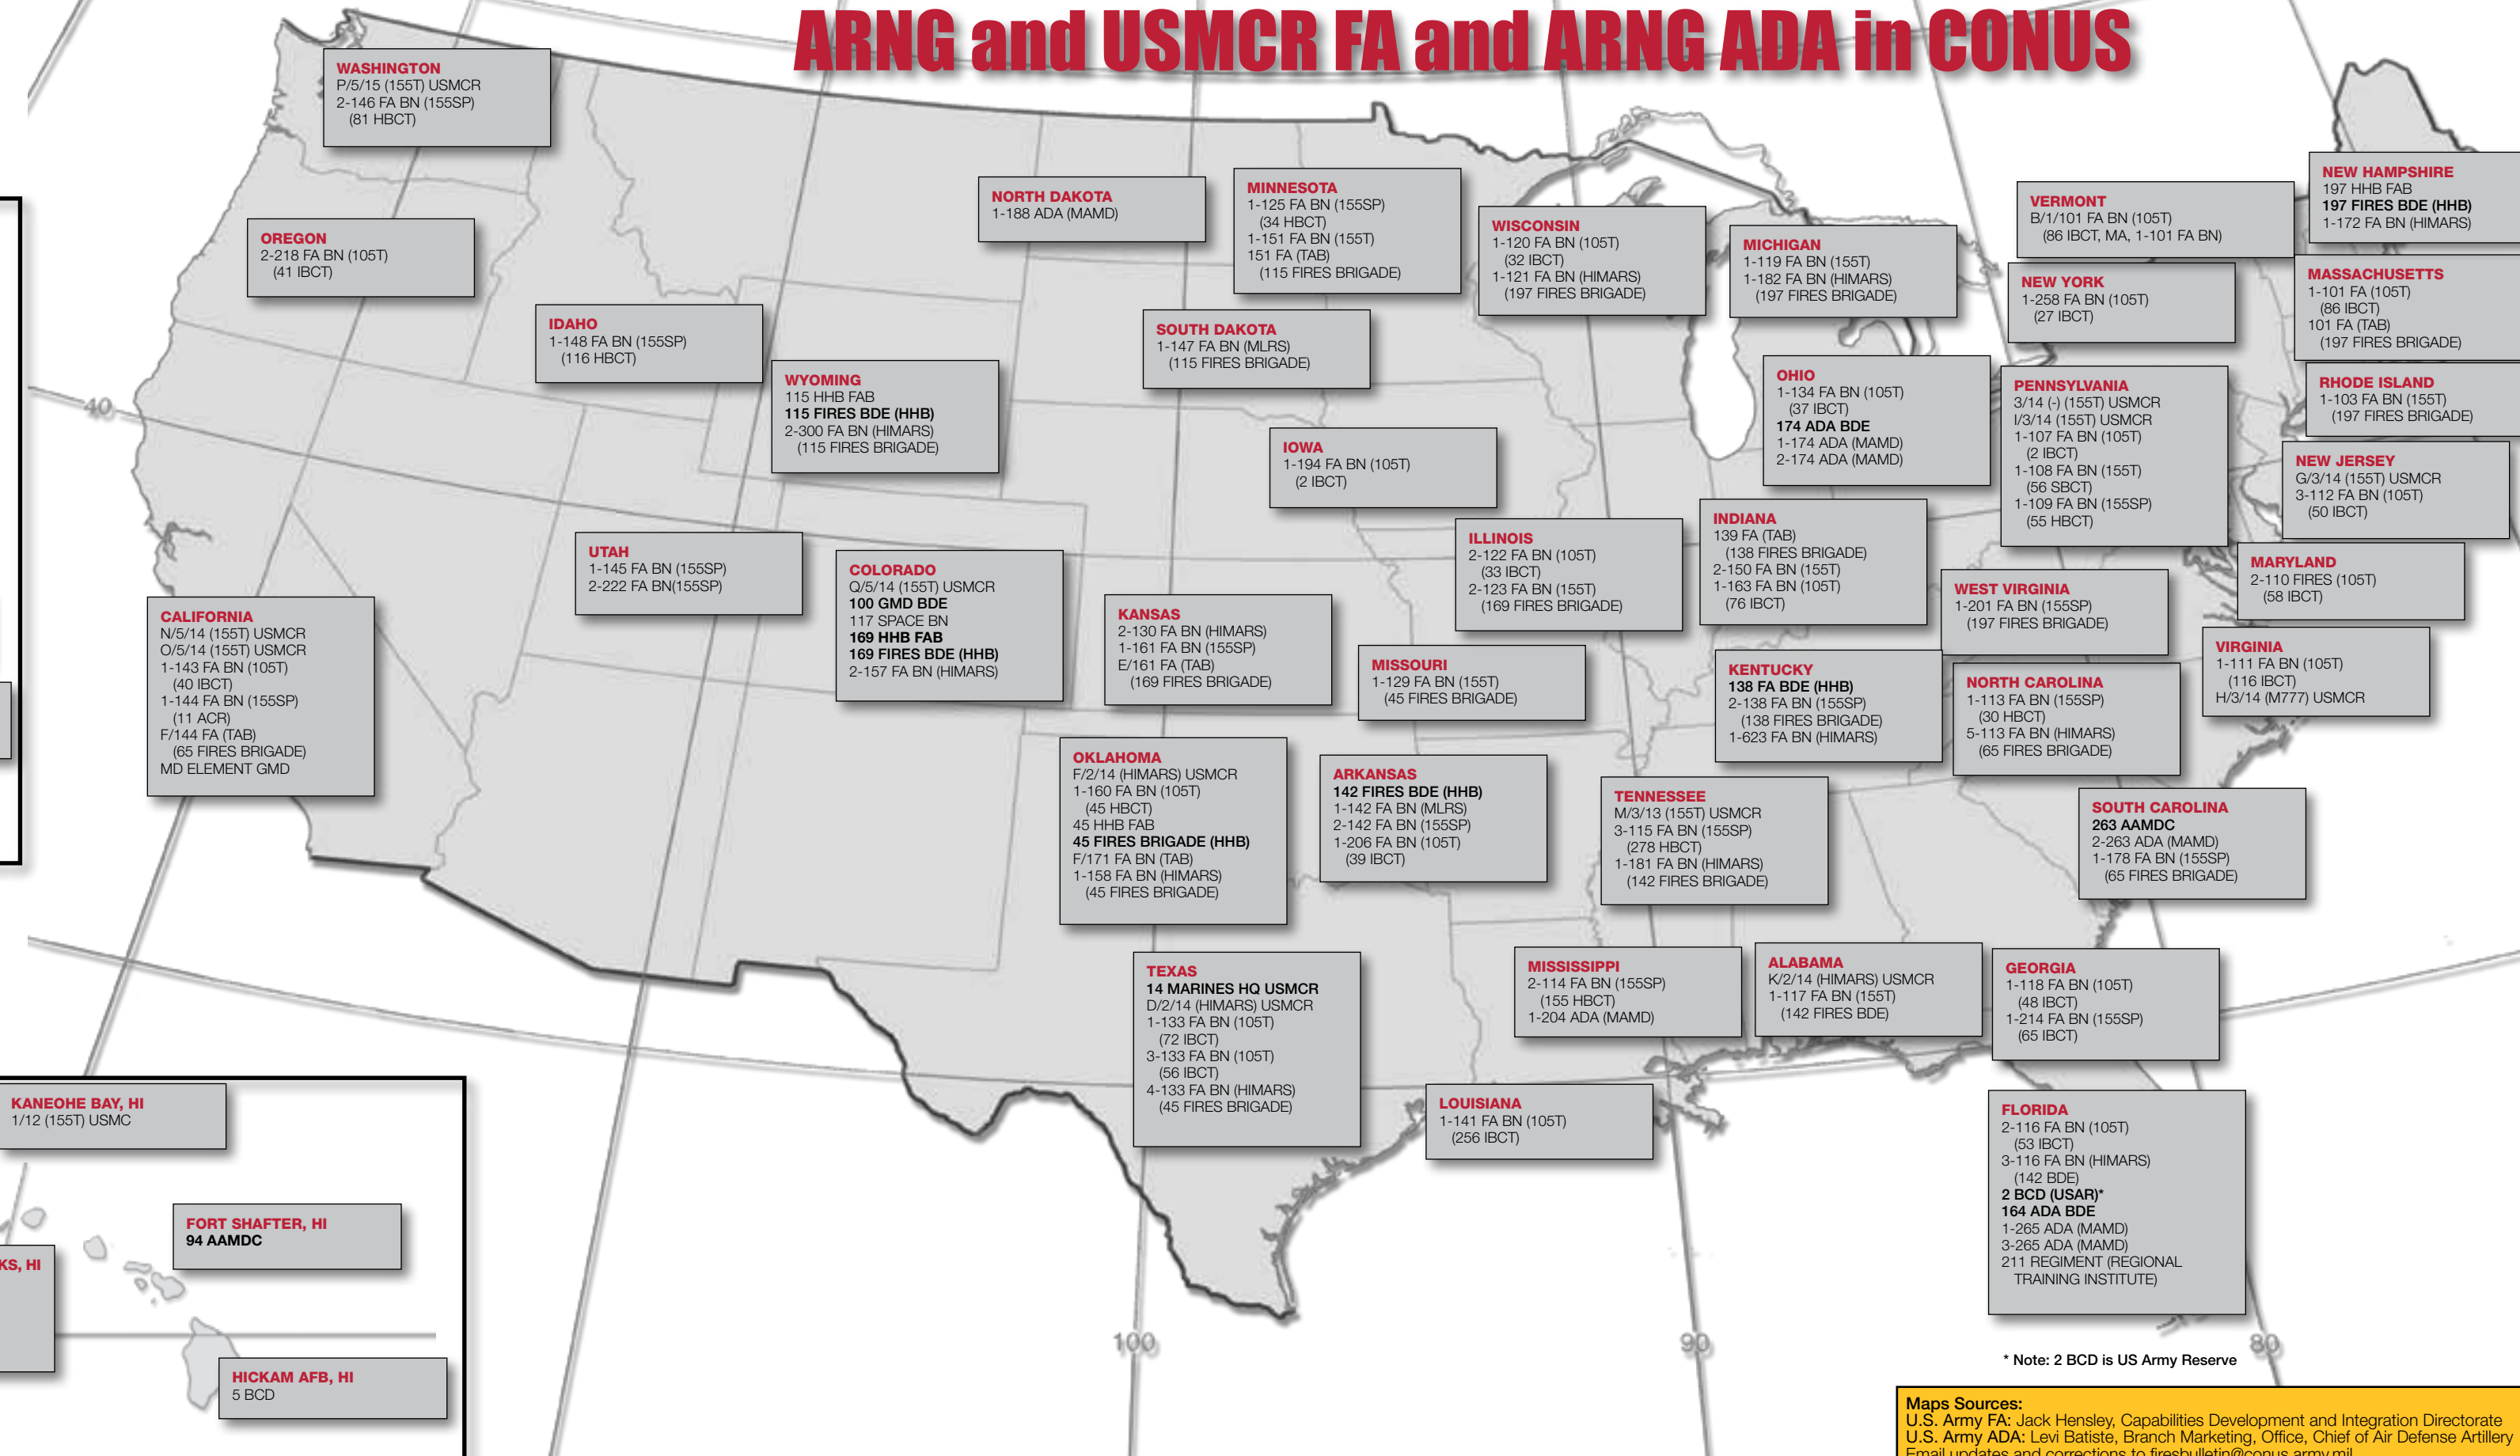 ARNG and USMCR FA and ARNG ADA in CONUS
WASHINGTON
P/5/15 (155T) USMCR
2-146 FA BN (155SP)
(81 HBCT)
OREGON
2-218 FA BN (105T)
(41 IBCT)
IDAHO
1-148 FA BN (155SP)
(116 HBCT)
WYOMING
115 HHB FAB
115 FIRES BDE (HHB)
2-300 FA BN (HIMARS)
(115 FIRES BRIGADE)
NORTH DAKOTA
1-188 ADA (MAMD)
MINNESOTA
1-125 FA BN (155SP)
(34 HBCT)
1-151 FA BN (155T)
151 FA (TAB)
(115 FIRES BRIGADE)
SOUTH DAKOTA
1-147 FA BN (MLRS)
(115 FIRES BRIGADE)
WISCONSIN
1-120 FA BN (105T)
(32 IBCT)
1-121 FA BN (HIMARS)
(197 FIRES BRIGADE)
MICHIGAN
1-119 FA BN (155T)
1-182 FA BN (HIMARS)
(197 FIRES BRIGADE)
VERMONT
B/1/101 FA BN (105T)
(86 IBCT, MA, 1-101 FA BN)
NEW HAMPSHIRE
197 HHB FAB
197 FIRES BDE (HHB)
1-172 FA BN (HIMARS)
NEW YORK
1-258 FA BN (105T)
(27 IBCT)
MASSACHUSETTS
1-101 FA (105T)
(86 IBCT)
101 FA (TAB)
(197 FIRES BRIGADE)
RHODE ISLAND
1-103 FA BN (155T)
(197 FIRES BRIGADE)
OHIO
1-134 FA BN (105T)
(37 IBCT)
174 ADA BDE
1-174 ADA (MAMD)
2-174 ADA (MAMD)
PENNSYLVANIA
3/14 (-) (155T) USMCR
I/3/14 (155T) USMCR
1-107 FA BN (105T)
(2 IBCT)
1-108 FA BN (155T)
(56 SBCT)
1-109 FA BN (155SP)
(55 HBCT)
NEW JERSEY
G/3/14 (155T) USMCR
3-112 FA BN (105T)
(50 IBCT)
IOWA
1-194 FA BN (105T)
(2 IBCT)
40
UTAH
1-145 FA BN (155SP)
2-222 FA BN(155SP)
COLORADO
Q/5/14 (155T) USMCR
100 GMD BDE
117 SPACE BN
169 HHB FAB
169 FIRES BDE (HHB)
2-157 FA BN (HIMARS)
CALIFORNIA
N/5/14 (155T) USMCR
O/5/14 (155T) USMCR
1-143 FA BN (105T)
(40 IBCT)
1-144 FA BN (155SP)
(11 ACR)
F/144 FA (TAB)
(65 FIRES BRIGADE)
MD ELEMENT GMD
KANSAS
2-130 FA BN (HIMARS)
1-161 FA BN (155SP)
E/161 FA (TAB)
(169 FIRES BRIGADE)
MISSOURI
1-129 FA BN (155T)
(45 FIRES BRIGADE)
ILLINOIS
2-122 FA BN (105T)
(33 IBCT)
2-123 FA BN (155T)
(169 FIRES BRIGADE)
INDIANA
139 FA (TAB)
(138 FIRES BRIGADE)
2-150 FA BN (155T)
1-163 FA BN (105T)
(76 IBCT)
WEST VIRGINIA
1-201 FA BN (155SP)
(197 FIRES BRIGADE)
MARYLAND
2-110 FIRES (105T)
(58 IBCT)
VIRGINIA
1-111 FA BN (105T)
(116 IBCT)
H/3/14 (M777) USMCR
KENTUCKY
138 FA BDE (HHB)
2-138 FA BN (155SP)
(138 FIRES BRIGADE)
1-623 FA BN (HIMARS)
NORTH CAROLINA
1-113 FA BN (155SP)
(30 HBCT)
5-113 FA BN (HIMARS)
(65 FIRES BRIGADE)
OKLAHOMA
F/2/14 (HIMARS) USMCR
1-160 FA BN (105T)
(45 HBCT)
45 HHB FAB
45 FIRES BRIGADE (HHB)
F/171 FA BN (TAB)
1-158 FA BN (HIMARS)
(45 FIRES BRIGADE)
ARKANSAS
142 FIRES BDE (HHB)
1-142 FA BN (MLRS)
2-142 FA BN (155SP)
1-206 FA BN (105T)
(39 IBCT)
TENNESSEE
M/3/13 (155T) USMCR
3-115 FA BN (155SP)
(278 HBCT)
1-181 FA BN (HIMARS)
(142 FIRES BRIGADE)
SOUTH CAROLINA
263 AAMDC
2-263 ADA (MAMD)
1-178 FA BN (155SP)
(65 FIRES BRIGADE)
TEXAS
14 MARINES HQ USMCR
D/2/14 (HIMARS) USMCR
1-133 FA BN (105T)
(72 IBCT)
3-133 FA BN (105T)
(56 IBCT)
4-133 FA BN (HIMARS)
(45 FIRES BRIGADE)
MISSISSIPPI
2-114 FA BN (155SP)
(155 HBCT)
1-204 ADA (MAMD)
ALABAMA
K/2/14 (HIMARS) USMCR
1-117 FA BN (155T)
(142 FIRES BDE)
GEORGIA
1-118 FA BN (105T)
(48 IBCT)
1-214 FA BN (155SP)
(65 IBCT)
LOUISIANA
1-141 FA BN (105T)
(256 IBCT)
FLORIDA
2-116 FA BN (105T)
(53 IBCT)
3-116 FA BN (HIMARS)
(142 BDE)
2 BCD (USAR)*
164 ADA BDE
1-265 ADA (MAMD)
3-265 ADA (MAMD)
211 REGIMENT (REGIONAL
TRAINING INSTITUTE)
KANEOHE BAY, HI
1/12 (155T) USMC
FORT SHAFTER, HI
94 AAMDC
KS, HI
HICKAM AFB, HI
5 BCD
100
90
80
* Note: 2 BCD is US Army Reserve
Maps Sources:
U.S. Army FA: Jack Hensley, Capabilities Development and Integration Directorate
U.S. Army ADA: Levi Batiste, Branch Marketing, Office, Chief of Air Defense Artillery
Email updates and corrections to firesbulletin@conus.army.mil